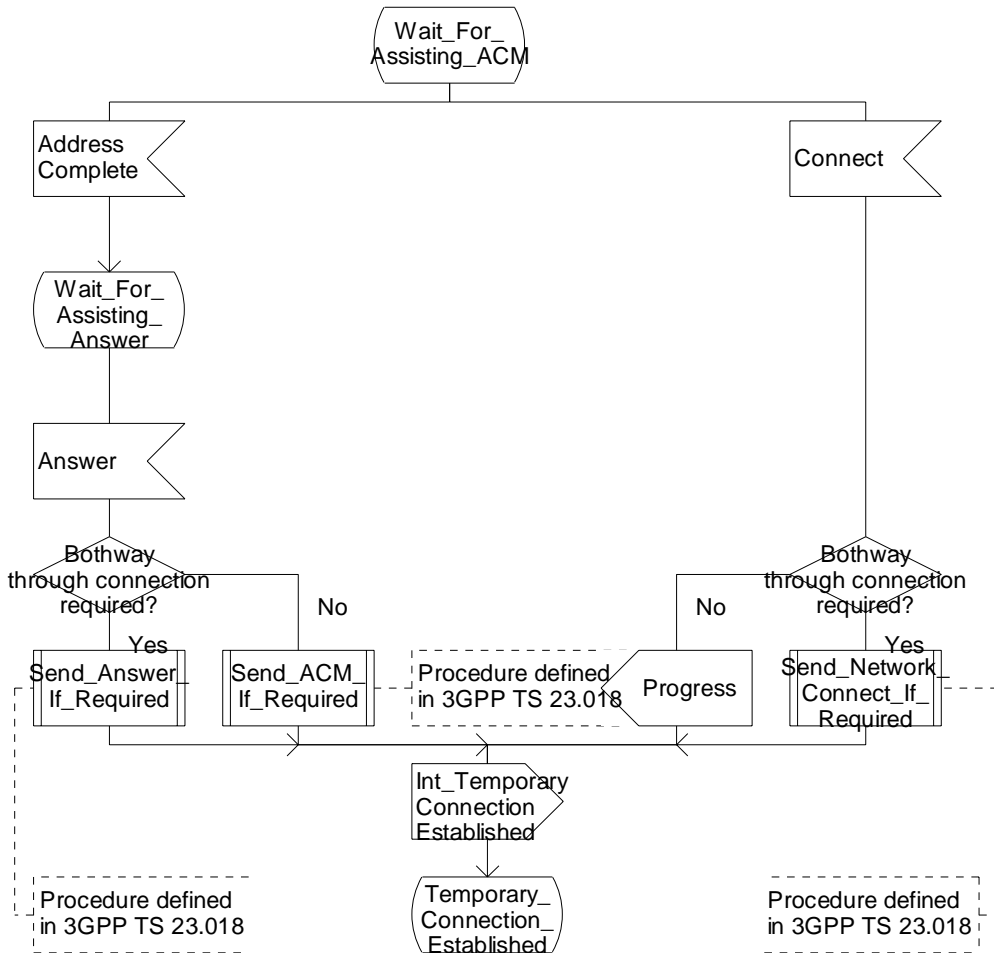 Wait_For_
Assisting_ACM
Address
Complete
Connect
Wait_For_
Assisting_
Answer
Answer
Bothway
through connection
required?
Bothway
through connection
required?
No
No
Yes
Yes
Send_Answer_
If_Required
Send_ACM_
If_Required
Procedure defined
in 3GPP TS 23.018
Progress
Send_Network_
Connect_If_
Required
Int_Temporary
Connection
Established
Procedure defined
in 3GPP TS 23.018
Temporary_
Connection_
Established
Procedure defined
in 3GPP TS 23.018